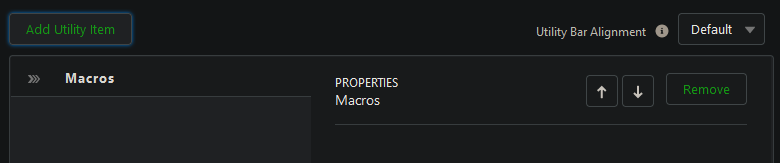 Add Utility Item
Utility Bar Alignment
Default
Macros
PROPERTIES
Macros
Remove